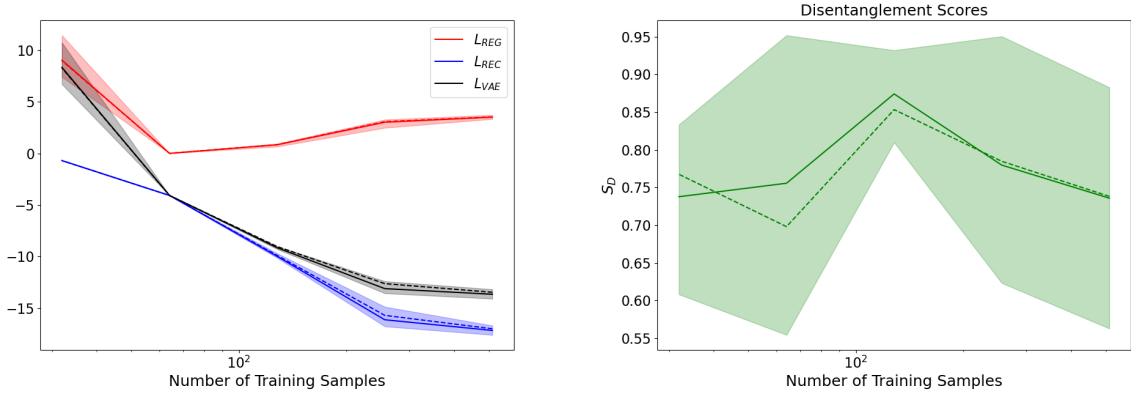 10
5
0
−5
−10
−15
L_REG
L_REC
L_VAE
10²
Number of Training Samples
Disentanglement Scores
0.95
0.90
0.85
0.80
0.75
0.70
0.65
0.60
0.55
S_D
10²
Number of Training Samples